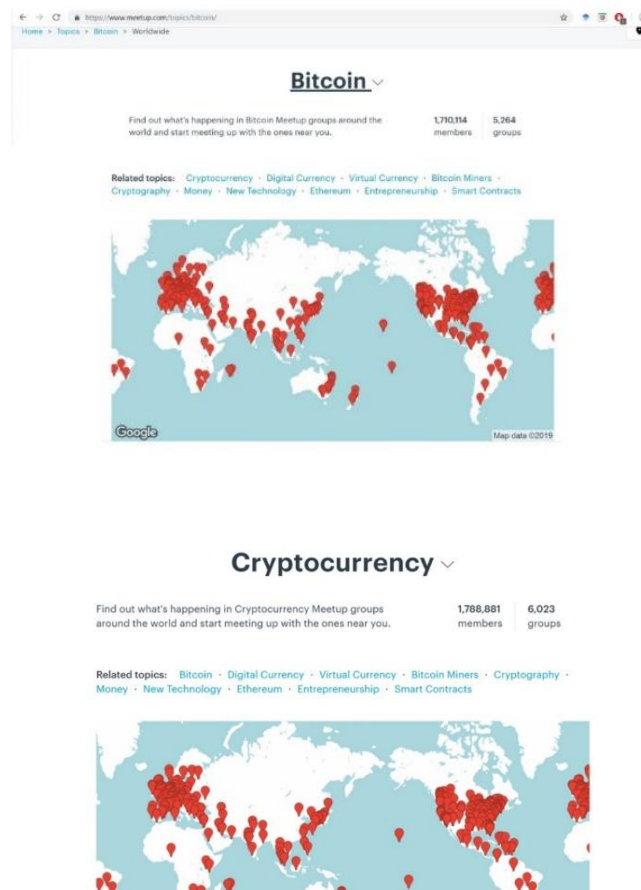 https://www.meetup.com/topics/bitcoin/
Home > Topics > Bitcoin > Worldwide
Bitcoin
Find out what's happening in Bitcoin Meetup groups around the
world and start meeting up with the ones near you.
1,710,114 5,264
members groups
Related topics: Cryptocurrency · Digital Currency · Virtual Currency · Bitcoin Miners ·
Cryptography · Money · New Technology · Ethereum · Entrepreneurship · Smart Contracts
Google
Map data ©2019
Cryptocurrency
Find out what's happening in Cryptocurrency Meetup groups
around the world and start meeting up with the ones near you.
1,788,881 6,023
members groups
Related topics: Bitcoin · Digital Currency · Virtual Currency · Bitcoin Miners · Cryptography ·
Money · New Technology · Ethereum · Entrepreneurship · Smart Contracts